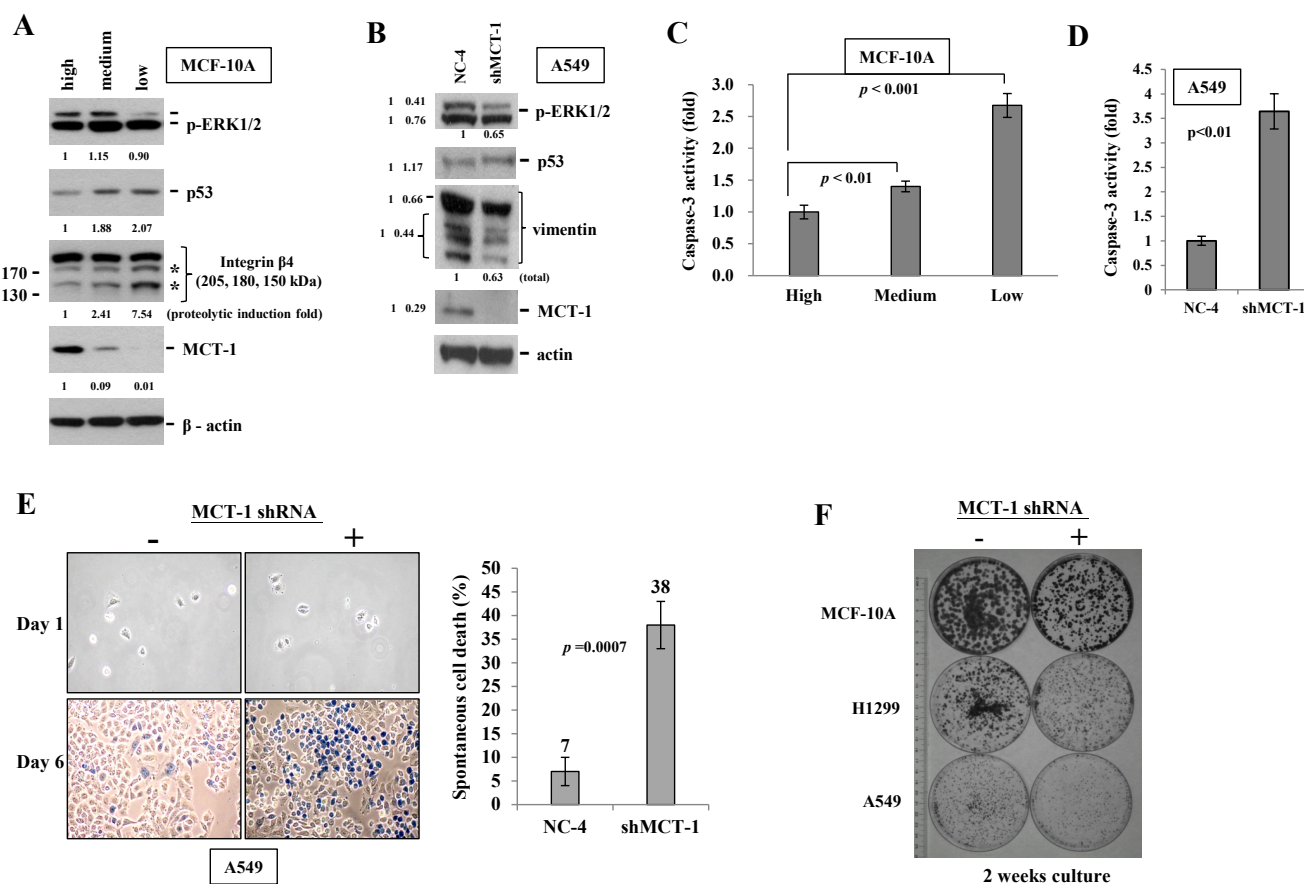 A
high
medium
low
MCF-10A
p-ERK1/2
1 1.15 0.90
p53
1 1.88 2.07
170
130
*
*
Integrin β4
(205, 180, 150 kDa)
1 2.41 7.54 (proteolytic induction fold)
MCT-1
1 0.09 0.01
β - actin
B
NC-4
shMCT-1
A549
1 0.41
1 0.76
p-ERK1/2
1 0.65
1 1.17
p53
1 0.66
1 0.44
vimentin
1 0.63 (total)
1 0.29
MCT-1
actin
C
MCF-10A
Caspase-3 activity (fold)
3.0
2.5
2.0
1.5
1.0
0.5
0.0
p < 0.001
p < 0.01
High Medium Low
D
A549
p<0.01
Caspase-3 activity (fold)
4.5
4
3.5
3
2.5
2
1.5
1
0.5
0
NC-4 shMCT-1
E
MCT-1 shRNA
- +
Day 1
Day 6
A549
Spontaneous cell death (%)
50
45
40
35
30
25
20
15
10
5
0
7
38
p =0.0007
NC-4 shMCT-1
F
MCT-1 shRNA
- +
MCF-10A
H1299
A549
2 weeks culture